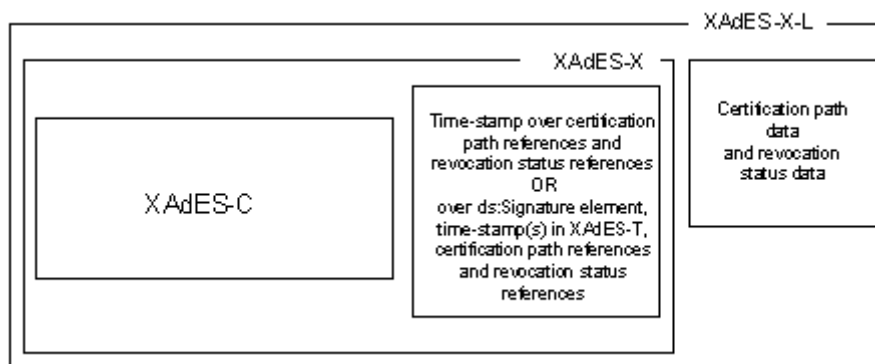 XAdES-X-L
XAdES-X
XAdES-C
Time-stamp over certification
path references and
revocation status references
OR
over ds:Signature element,
time-stamp(s) in XAdES-T,
certification path references
and revocation status
references
Certification path
data
and revocation
status data